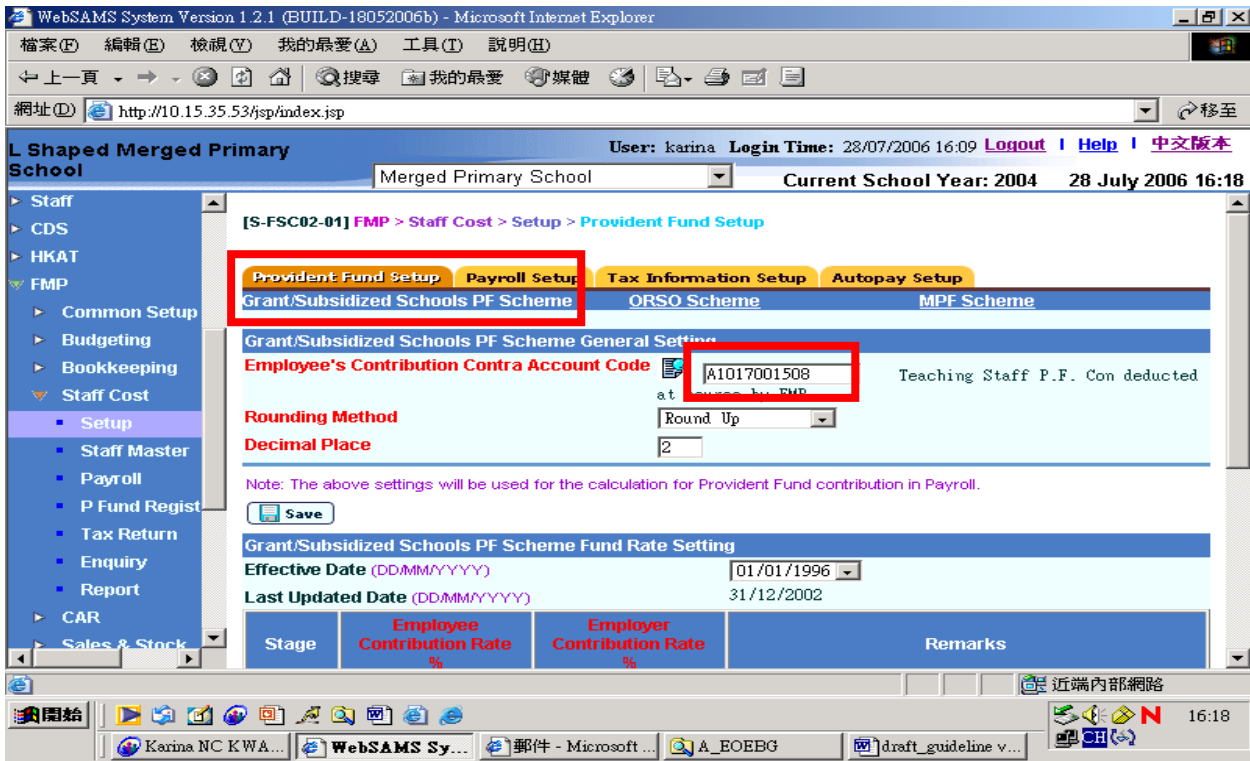 WebSAMS System Version 1.2.1 (BUILD-18052006b) - Microsoft Internet Explorer
檔案(F) 編輯(E) 檢視(V) 我的最愛(A) 工具(T) 說明(H)
上一頁 搜尋 我的最愛 媒體
網址(D) http://10.15.35.53/jsp/index.jsp 移至
L Shaped Merged Primary School
User: karina Login Time: 28/07/2006 16:09 Logout | Help | 中文版本
Merged Primary School Current School Year: 2004 28 July 2006 16:18
Staff
CDS
HKAT
FMP
Common Setup
Budgeting
Bookkeeping
Staff Cost
Setup
Staff Master
Payroll
P Fund Regist
Tax Return
Enquiry
Report
CAR
Sales & Stock
[S-FSC02-01] FMP > Staff Cost > Setup > Provident Fund Setup
Provident Fund Setup Payroll Setup Tax Information Setup Autopay Setup
Grant/Subsidized Schools PF Scheme ORSO Scheme MPF Scheme
Grant/Subsidized Schools PF Scheme General Setting
Employee's Contribution Contra Account Code A1017001508 Teaching Staff P.F. Con deducted
at source by EMB
Rounding Method Round Up
Decimal Place 2
Note: The above settings will be used for the calculation for Provident Fund contribution in Payroll.
Save
Grant/Subsidized Schools PF Scheme Fund Rate Setting
Effective Date (DD/MM/YYYY) 01/01/1996
Last Updated Date (DD/MM/YYYY) 31/12/2002
Stage Employee Contribution Rate % Employer Contribution Rate % Remarks
近端內部網路
開始 16:18
Karina NC KWA... WebSAMS Sy... 郵件 - Microsoft ... A_EOEBG draft_guideline v... CH